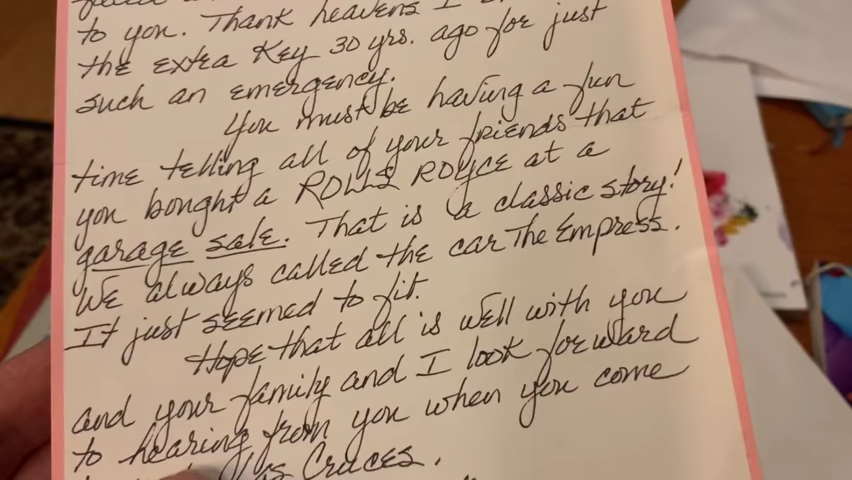 to you. Thank heavens I
the extra key 30 yrs. ago for just
such an emergency.
You must be having a fun
time telling all of your friends that
you bought a ROLLS ROYCE at a
garage sale. That is a classic story!
We always called the car The Empress.
It just seemed to fit.
Hope that all is well with you
and your family and I look forward
to hearing from you when you come
Cruces.